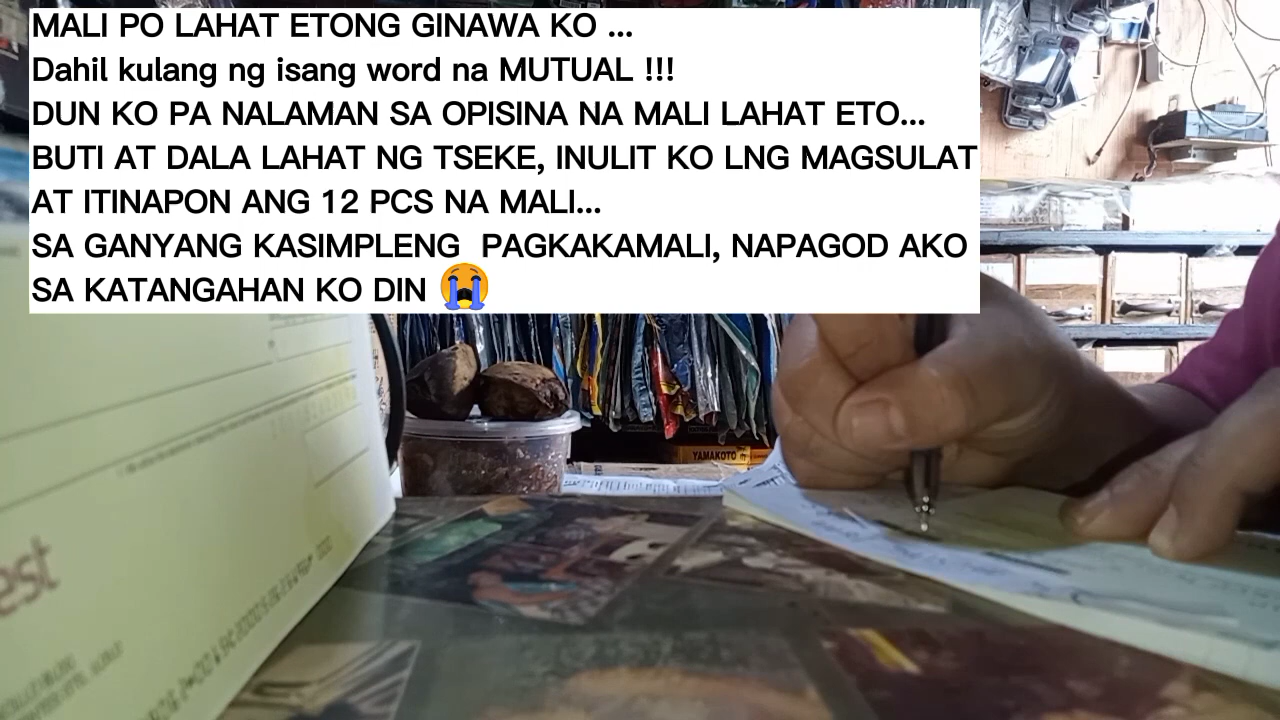 MALI PO LAHAT ETONG GINAWA KO ...
Dahil kulang ng isang word na MUTUAL !!!
DUN KO PA NALAMAN SA OPISINA NA MALI LAHAT ETO...
BUTI AT DALA LAHAT NG TSEKE, INULIT KO LNG MAGSULAT
AT ITINAPON ANG 12 PCS NA MALI...
SA GANYANG KASIMPLENG PAGKAKAMALI, NAPAGOD AKO
SA KATANGAHAN KO DIN 😭
YAMAKOTO
est